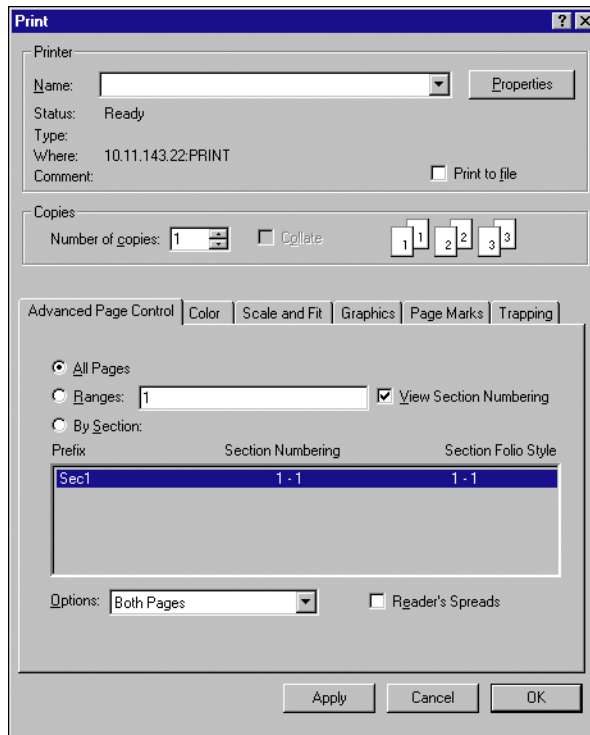 Print
Printer
Name:
Properties
Status: Ready
Type:
Where: 10.11.143.22:PRINT
Comment:
Print to file
Copies
Number of copies: 1
Collate
1 1 2 2 3 3
Advanced Page Control Color Scale and Fit Graphics Page Marks Trapping
All Pages
Ranges: 1 View Section Numbering
By Section:
Prefix Section Numbering Section Folio Style
Sec1 1 - 1 1 - 1
Options: Both Pages Reader's Spreads
Apply Cancel OK